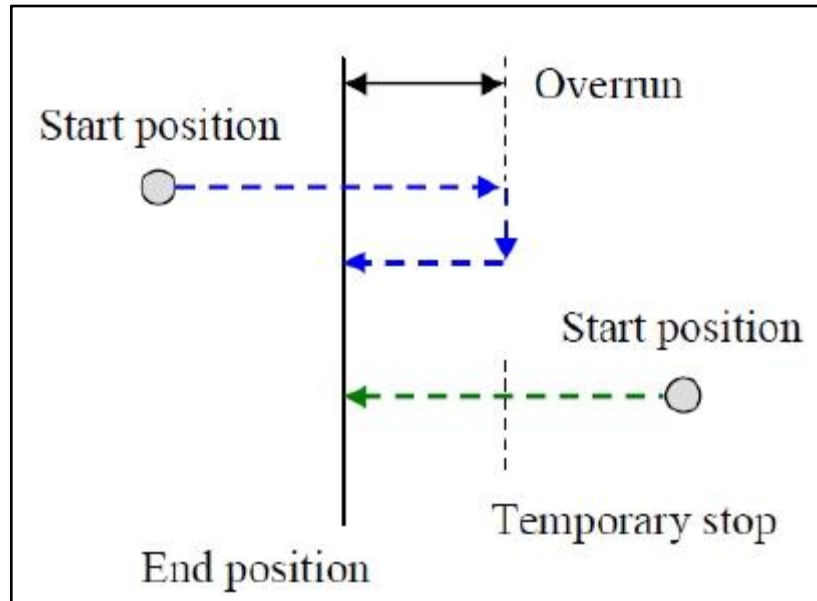 Overrun
Start position
Start position
Temporary stop
End position